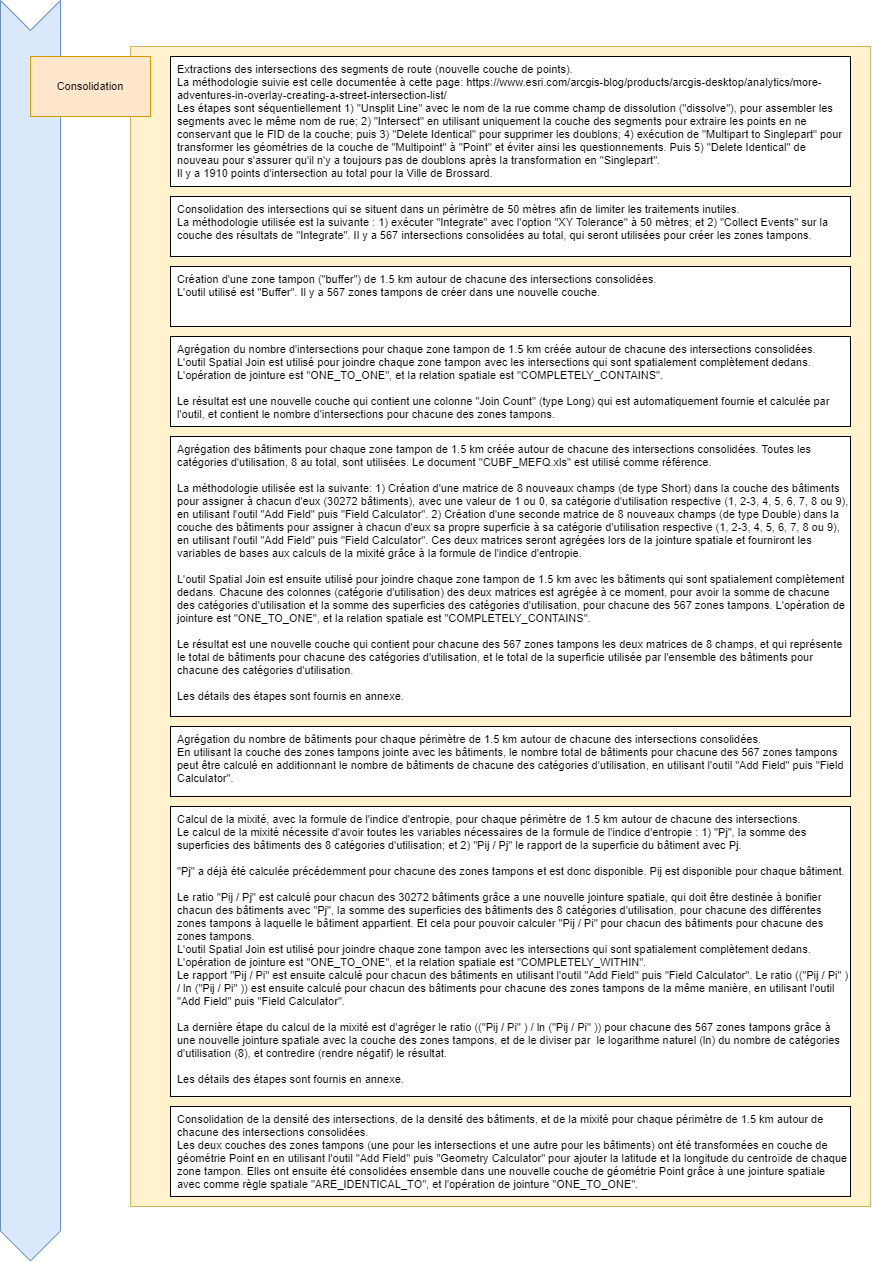 Consolidation
Extractions des intersections des segments de route (nouvelle couche de points).
La méthodologie suivie est celle documentée à cette page: https://www.esri.com/arcgis-blog/products/arcgis-desktop/analytics/more-
adventures-in-overlay-creating-a-street-intersection-list/
Les étapes sont séquentiellement 1) "Unsplit Line" avec le nom de la rue comme champ de dissolution ("dissolve"), pour assembler les
segments avec le même nom de rue; 2) "Intersect" en utilisant uniquement la couche des segments pour extraire les points en ne
conservant que le FID de la couche; puis 3) "Delete Identical" pour supprimer les doublons; 4) exécution de "Multipart to Singlepart" pour
transformer les géométries de la couche de "Multipoint" à "Point" et éviter ainsi les questionnements. Puis 5) "Delete Identical" de
nouveau pour s'assurer qu'il n'y a toujours pas de doublons après la transformation en "Singlepart".
Il y a 1910 points d'intersection au total pour la Ville de Brossard.
Consolidation des intersections qui se situent dans un périmètre de 50 mètres afin de limiter les traitements inutiles.
La méthodologie utilisée est la suivante : 1) exécuter "Integrate" avec l'option "XY Tolerance" à 50 mètres; et 2) "Collect Events" sur la
couche des résultats de "Integrate". Il y a 567 intersections consolidées au total, qui seront utilisées pour créer les zones tampons.
Création d'une zone tampon ("buffer") de 1.5 km autour de chacune des intersections consolidées.
L'outil utilisé est "Buffer". Il y a 567 zones tampons de créer dans une nouvelle couche.
Agrégation du nombre d'intersections pour chaque zone tampon de 1.5 km créée autour de chacune des intersections consolidées.
L'outil Spatial Join est utilisé pour joindre chaque zone tampon avec les intersections qui sont spatialement complètement dedans.
L'opération de jointure est "ONE_TO_ONE", et la relation spatiale est "COMPLETELY_CONTAINS".
Le résultat est une nouvelle couche qui contient une colonne "Join Count" (type Long) qui est automatiquement fournie et calculée par
l'outil, et contient le nombre d'intersections pour chacune des zones tampons.
Agrégation des bâtiments pour chaque zone tampon de 1.5 km créée autour de chacune des intersections consolidées. Toutes les
catégories d'utilisation, 8 au total, sont utilisées. Le document "CUBF_MEFQ.xls" est utilisé comme référence.
La méthodologie utilisée est la suivante: 1) Création d'une matrice de 8 nouveaux champs (de type Short) dans la couche des bâtiments
pour assigner à chacun d'eux (30272 bâtiments), avec une valeur de 1 ou 0, sa catégorie d'utilisation respective (1, 2-3, 4, 5, 6, 7, 8 ou 9),
en utilisant l'outil "Add Field" puis "Field Calculator". 2) Création d'une seconde matrice de 8 nouveaux champs (de type Double) dans la
couche des bâtiments pour assigner à chacun d'eux sa propre superficie à sa catégorie d'utilisation respective (1, 2-3, 4, 5, 6, 7, 8 ou 9),
en utilisant l'outil "Add Field" puis "Field Calculator". Ces deux matrices seront agrégées lors de la jointure spatiale et fourniront les
variables de bases aux calculs de la mixité grâce à la formule de l'indice d'entropie.
L'outil Spatial Join est ensuite utilisé pour joindre chaque zone tampon de 1.5 km avec les bâtiments qui sont spatialement complètement
dedans. Chacune des colonnes (catégorie d'utilisation) des deux matrices est agrégée à ce moment, pour avoir la somme de chacune
des catégories d'utilisation et la somme des superficies des catégories d'utilisation, pour chacune des 567 zones tampons. L'opération de
jointure est "ONE_TO_ONE", et la relation spatiale est "COMPLETELY_CONTAINS".
Le résultat est une nouvelle couche qui contient pour chacune des 567 zones tampons les deux matrices de 8 champs, et qui représente
le total de bâtiments pour chacune des catégories d'utilisation, et le total de la superficie utilisée par l'ensemble des bâtiments pour
chacune des catégories d'utilisation.
Les détails des étapes sont fournis en annexe.
Agrégation du nombre de bâtiments pour chaque périmètre de 1.5 km autour de chacune des intersections consolidées.
En utilisant la couche des zones tampons jointe avec les bâtiments, le nombre total de bâtiments pour chacune des 567 zones tampons
peut être calculé en additionnant le nombre de bâtiments de chacune des catégories d'utilisation, en utilisant l'outil "Add Field" puis "Field
Calculator".
Calcul de la mixité, avec la formule de l'indice d'entropie, pour chaque périmètre de 1.5 km autour de chacune des intersections.
Le calcul de la mixité nécessite d'avoir toutes les variables nécessaires de la formule de l'indice d'entropie : 1) "Pj", la somme des
superficies des bâtiments des 8 catégories d'utilisation; et 2) "Pij / Pj" le rapport de la superficie du bâtiment avec Pj.
"Pj" a déjà été calculée précédemment pour chacune des zones tampons et est donc disponible. Pij est disponible pour chaque bâtiment.
Le ratio "Pij / Pj" est calculé pour chacun des 30272 bâtiments grâce a une nouvelle jointure spatiale, qui doit être destinée à bonifier
chacun des bâtiments avec "Pj", la somme des superficies des bâtiments des 8 catégories d'utilisation, pour chacune des différentes
zones tampons à laquelle le bâtiment appartient. Et cela pour pouvoir calculer "Pij / Pi" pour chacun des bâtiments pour chacune des
zones tampons.
L'outil Spatial Join est utilisé pour joindre chaque zone tampon avec les intersections qui sont spatialement complètement dedans.
L'opération de jointure est "ONE_TO_ONE", et la relation spatiale est "COMPLETELY_WITHIN".
Le rapport "Pij / Pi" est ensuite calculé pour chacun des bâtiments en utilisant l'outil "Add Field" puis "Field Calculator". Le ratio (("Pij / Pi" )
/ ln ("Pij / Pi" )) est ensuite calculé pour chacun des bâtiments pour chacune des zones tampons de la même manière, en utilisant l'outil
"Add Field" puis "Field Calculator".
La dernière étape du calcul de la mixité est d'agréger le ratio (("Pij / Pi" ) / ln ("Pij / Pi" )) pour chacune des 567 zones tampons grâce à
une nouvelle jointure spatiale avec la couche des zones tampons, et de le diviser par  le logarithme naturel (ln) du nombre de catégories
d'utilisation (8), et contredire (rendre négatif) le résultat.
Les détails des étapes sont fournis en annexe.
Consolidation de la densité des intersections, de la densité des bâtiments, et de la mixité pour chaque périmètre de 1.5 km autour de
chacune des intersections consolidées.
Les deux couches des zones tampons (une pour les intersections et une autre pour les bâtiments) ont été transformées en couche de
géométrie Point en en utilisant l'outil "Add Field" puis "Geometry Calculator" pour ajouter la latitude et la longitude du centroïde de chaque
zone tampon. Elles ont ensuite été consolidées ensemble dans une nouvelle couche de géométrie Point grâce à une jointure spatiale
avec comme règle spatiale "ARE_IDENTICAL_TO", et l'opération de jointure "ONE_TO_ONE".